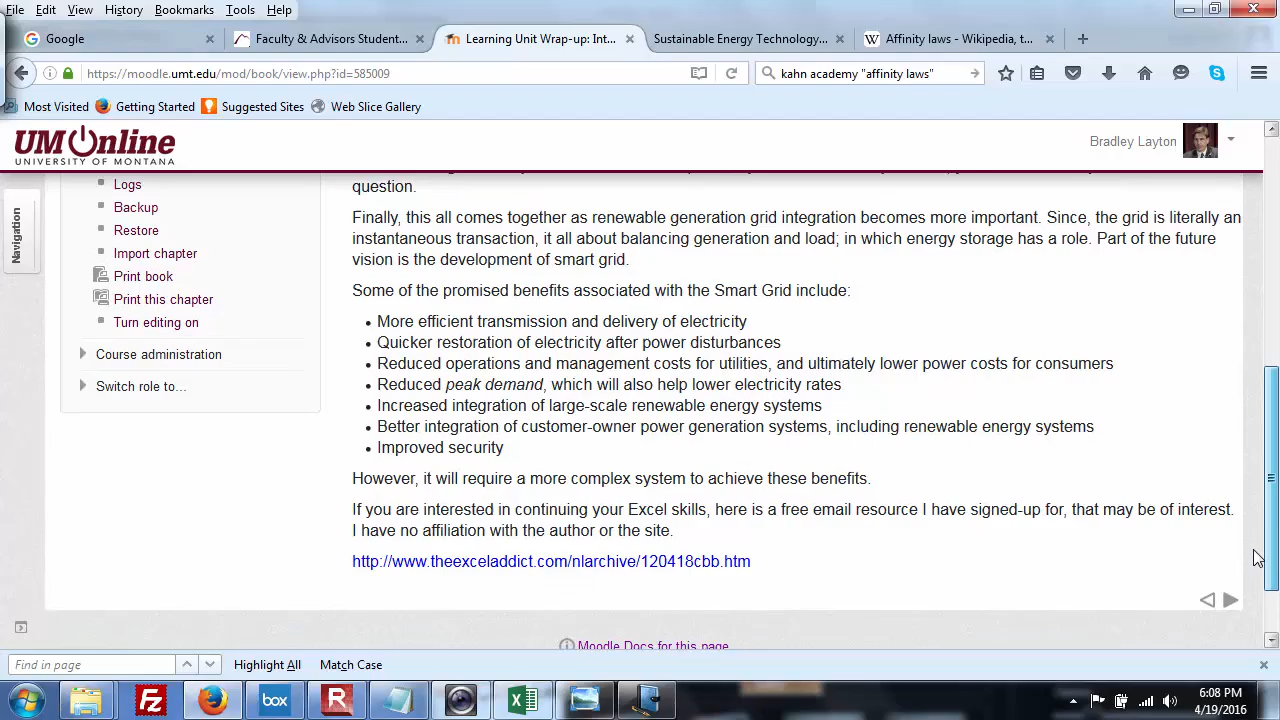 File Edit View History Bookmarks Tools Help
Google
Faculty & Advisors Student...
Learning Unit Wrap-up: Int...
Sustainable Energy Technology...
Affinity laws - Wikipedia, t...
https://moodle.umt.edu/mod/book/view.php?id=585009
kahn academy "affinity laws"
Most Visited Getting Started Suggested Sites Web Slice Gallery
UM Online
UNIVERSITY OF MONTANA
Bradley Layton
Navigation
Logs
Backup
Restore
Import chapter
Print book
Print this chapter
Turn editing on
Course administration
Switch role to...
question.
Finally, this all comes together as renewable generation grid integration becomes more important. Since, the grid is literally an
instantaneous transaction, it all about balancing generation and load; in which energy storage has a role. Part of the future
vision is the development of smart grid.
Some of the promised benefits associated with the Smart Grid include:
• More efficient transmission and delivery of electricity
• Quicker restoration of electricity after power disturbances
• Reduced operations and management costs for utilities, and ultimately lower power costs for consumers
• Reduced peak demand, which will also help lower electricity rates
• Increased integration of large-scale renewable energy systems
• Better integration of customer-owner power generation systems, including renewable energy systems
• Improved security
However, it will require a more complex system to achieve these benefits.
If you are interested in continuing your Excel skills, here is a free email resource I have signed-up for, that may be of interest.
I have no affiliation with the author or the site.
http://www.theexceladdict.com/nlarchive/120418cbb.htm
Moodle Docs for this page
Find in page
Highlight All Match Case
box
6:08 PM
4/19/2016